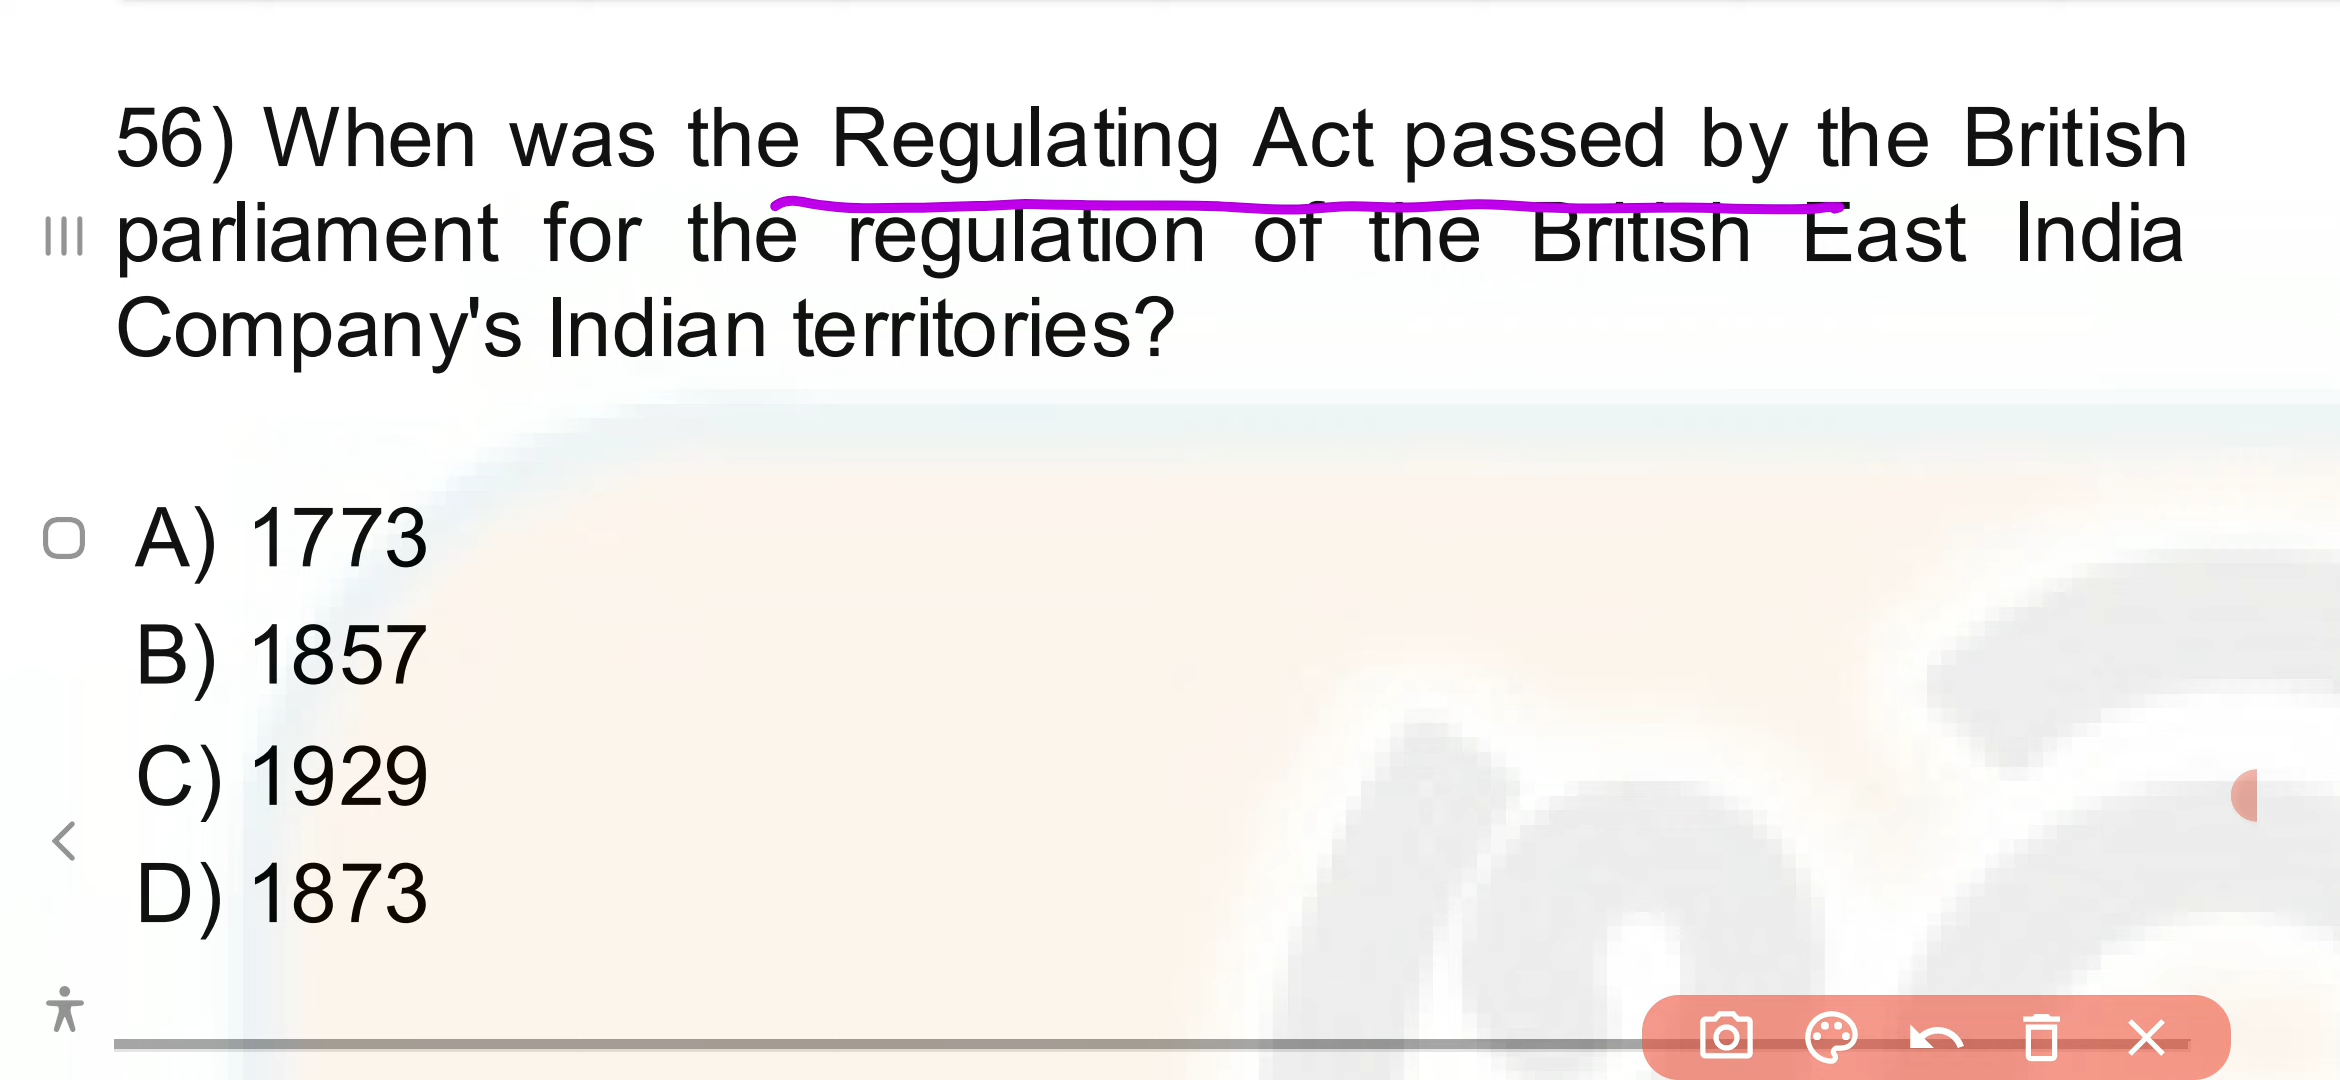 56) When was the Regulating Act passed by the British
parliament for the regulation of the British East India
Company's Indian territories?
A) 1773
B) 1857
C) 1929
D) 1873